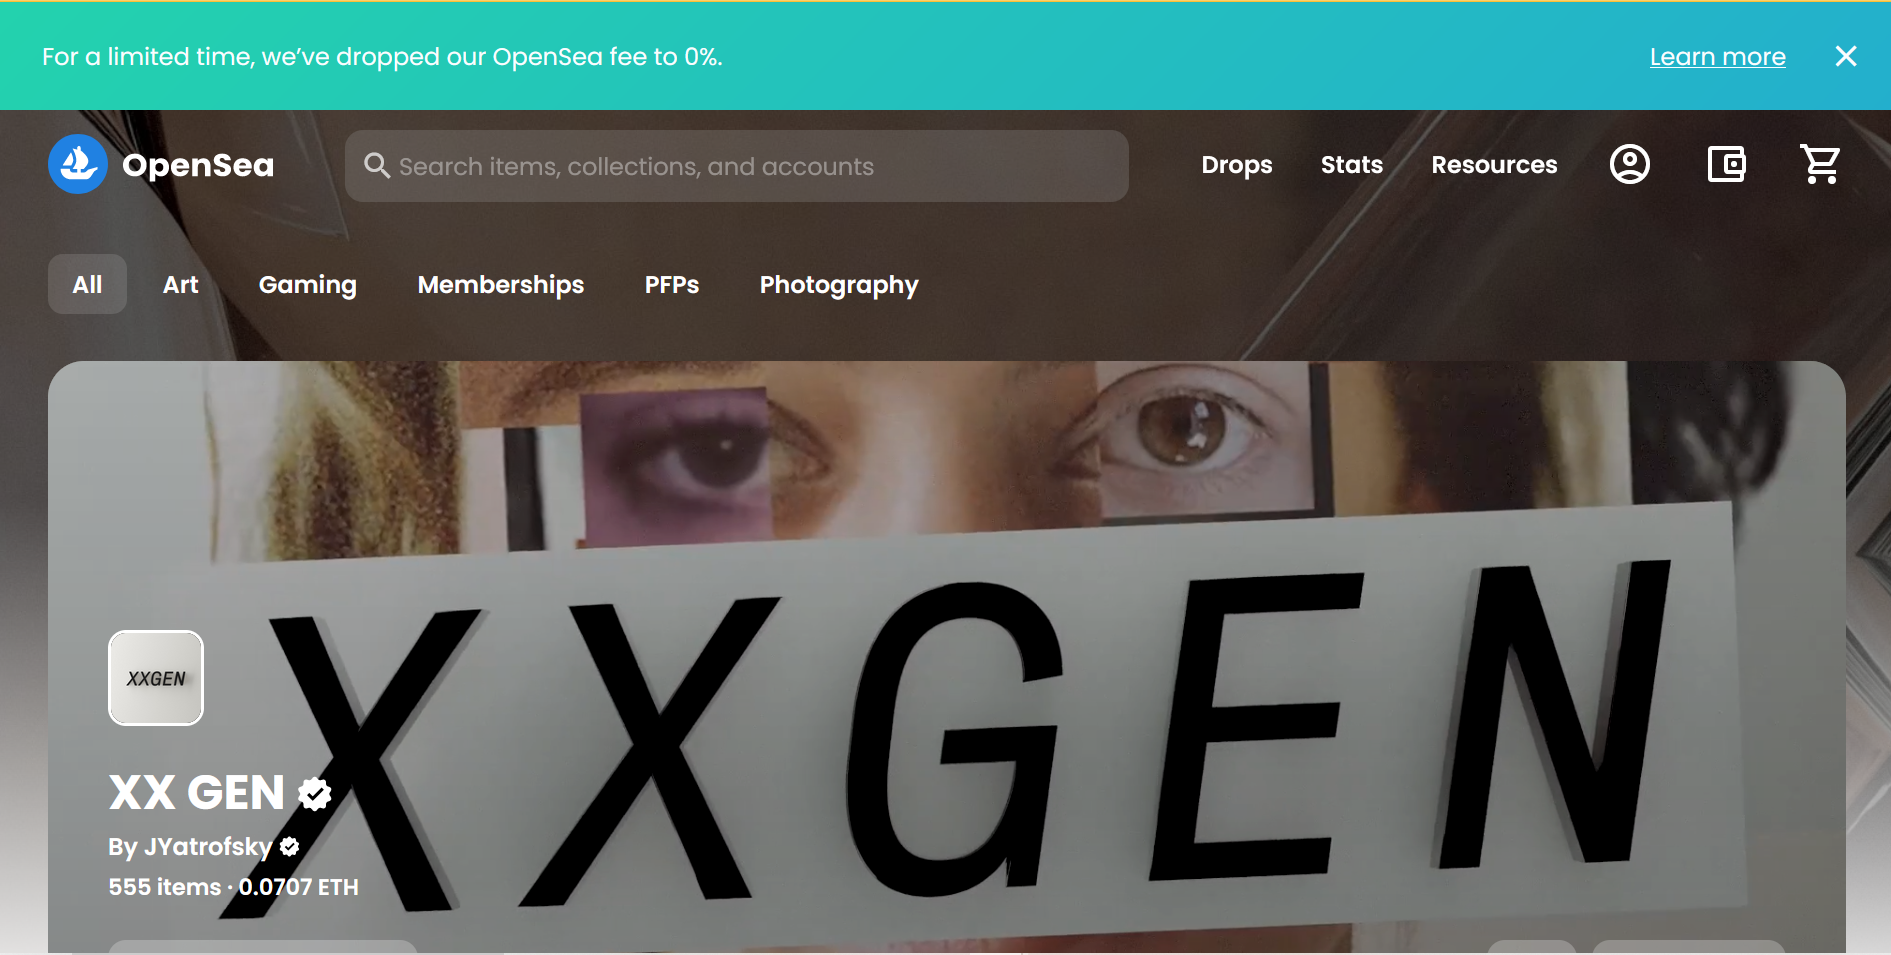 For a limited time, we’ve dropped our OpenSea fee to 0%.
Learn more
OpenSea
Search items, collections, and accounts
Drops
Stats
Resources
All
Art
Gaming
Memberships
PFPs
Photography
XXGEN
XXGEN
XX GEN
By JYatrofsky
555 items · 0.0707 ETH